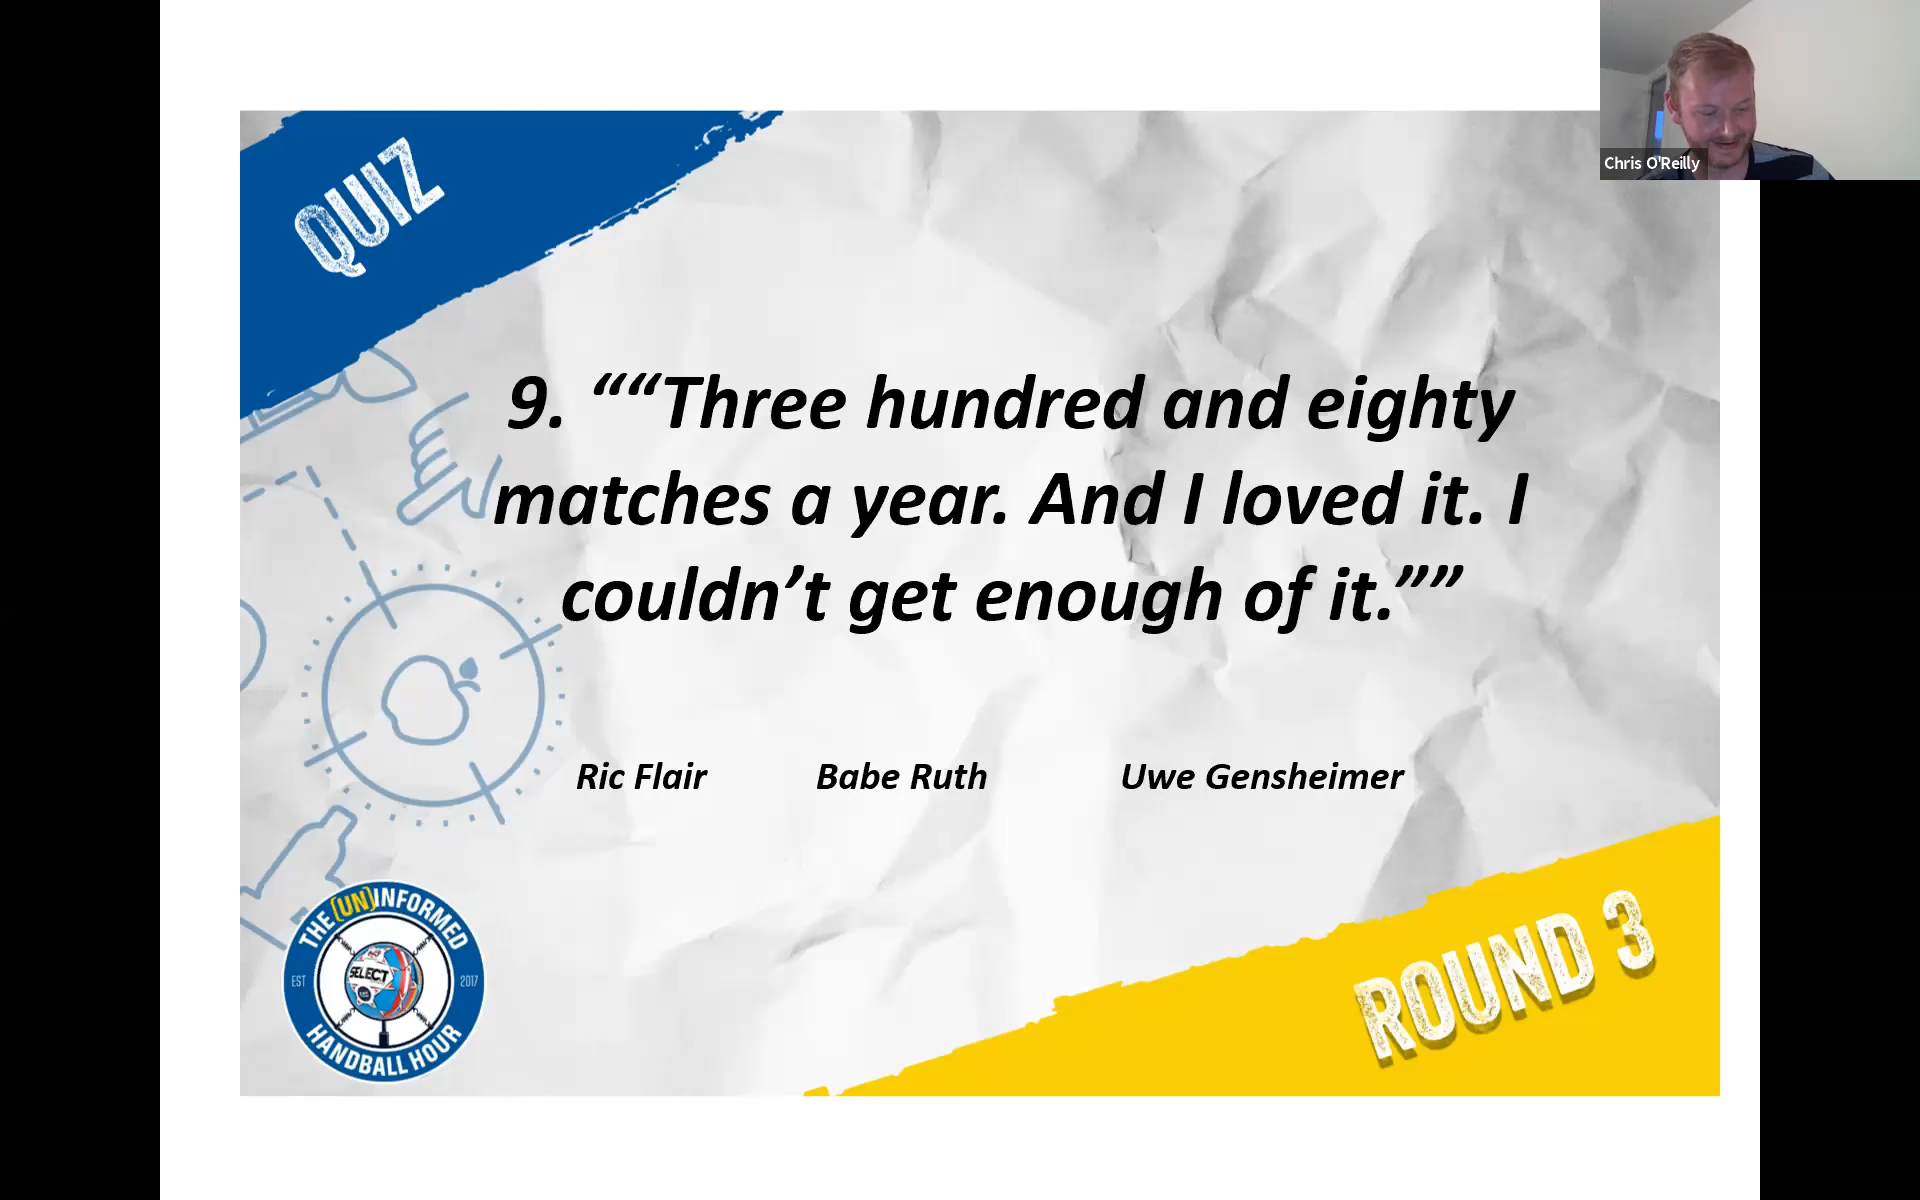 Chris O'Reilly
QUIZ
9. ““Three hundred and eighty
matches a year. And I loved it. I
couldn’t get enough of it.””
Ric Flair Babe Ruth Uwe Gensheimer
THE (UN)INFORMED
SELECT
EST 2017
HANDBALL HOUR
ROUND 3